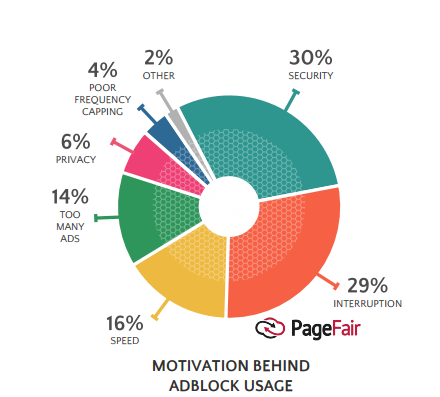 2%
OTHER
30%
SECURITY
4%
POOR
FREQUENCY
CAPPING
6%
PRIVACY
14%
TOO
MANY
ADS
29%
INTERRUPTION
16%
SPEED
PageFair
MOTIVATION BEHIND
ADBLOCK USAGE